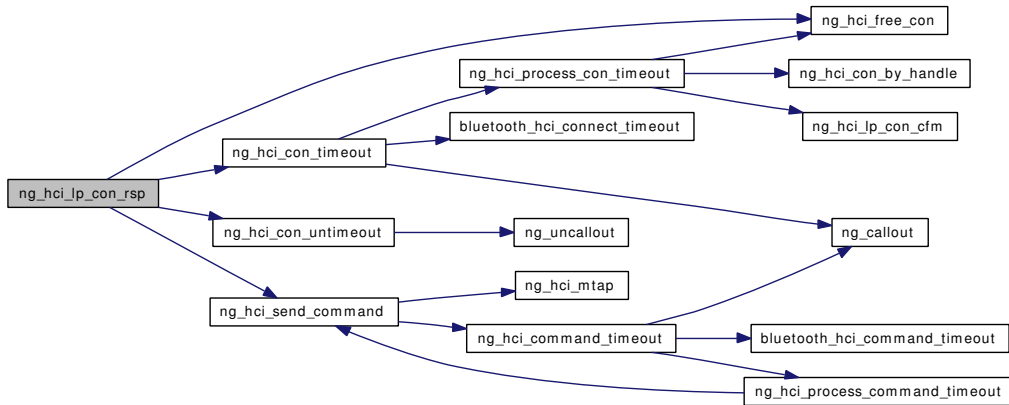 ng_hci_free_con
ng_hci_process_con_timeout
ng_hci_con_by_handle
bluetooth_hci_connect_timeout
ng_hci_lp_con_cfm
ng_hci_con_timeout
ng_hci_lp_con_rsp
ng_hci_con_untimeout
ng_uncallout
ng_callout
ng_hci_mtap
ng_hci_send_command
ng_hci_command_timeout
bluetooth_hci_command_timeout
ng_hci_process_command_timeout